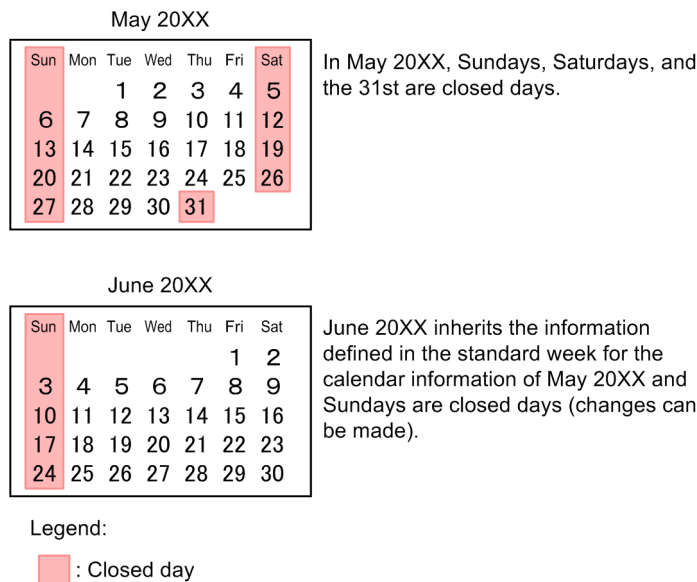 May 20XX
Sun Mon Tue Wed Thu Fri Sat
1 2 3 4 5
6 7 8 9 10 11 12
13 14 15 16 17 18 19
20 21 22 23 24 25 26
27 28 29 30 31
In May 20XX, Sundays, Saturdays, and
the 31st are closed days.
June 20XX
Sun Mon Tue Wed Thu Fri Sat
1 2
3 4 5 6 7 8 9
10 11 12 13 14 15 16
17 18 19 20 21 22 23
24 25 26 27 28 29 30
June 20XX inherits the information
defined in the standard week for the
calendar information of May 20XX and
Sundays are closed days (changes can
be made).
Legend:
: Closed day